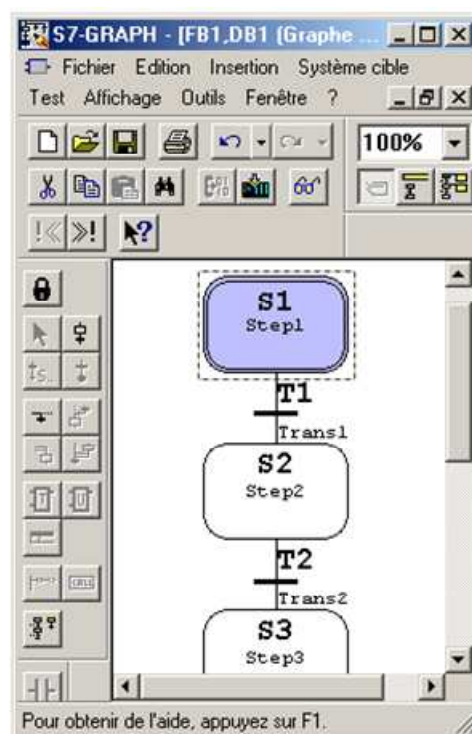 S7-GRAPH - [FB1,DB1 (Graphe ...
Fichier Edition Insertion Système cible
Test Affichage Outils Fenêtre ?
100%
S1
Step1
T1
Trans1
S2
Step2
T2
Trans2
S3
Step3
Pour obtenir de l'aide, appuyez sur F1.